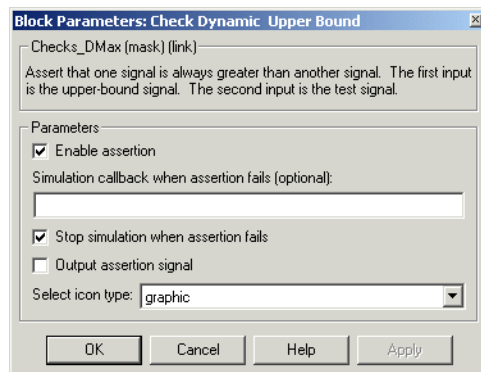 Block Parameters: Check Dynamic Upper Bound
Checks_DMax (mask) (link)
Assert that one signal is always greater than another signal. The first input
is the upper-bound signal. The second input is the test signal.
Parameters
Enable assertion
Simulation callback when assertion fails (optional):
Stop simulation when assertion fails
Output assertion signal
Select icon type: graphic
OK Cancel Help Apply